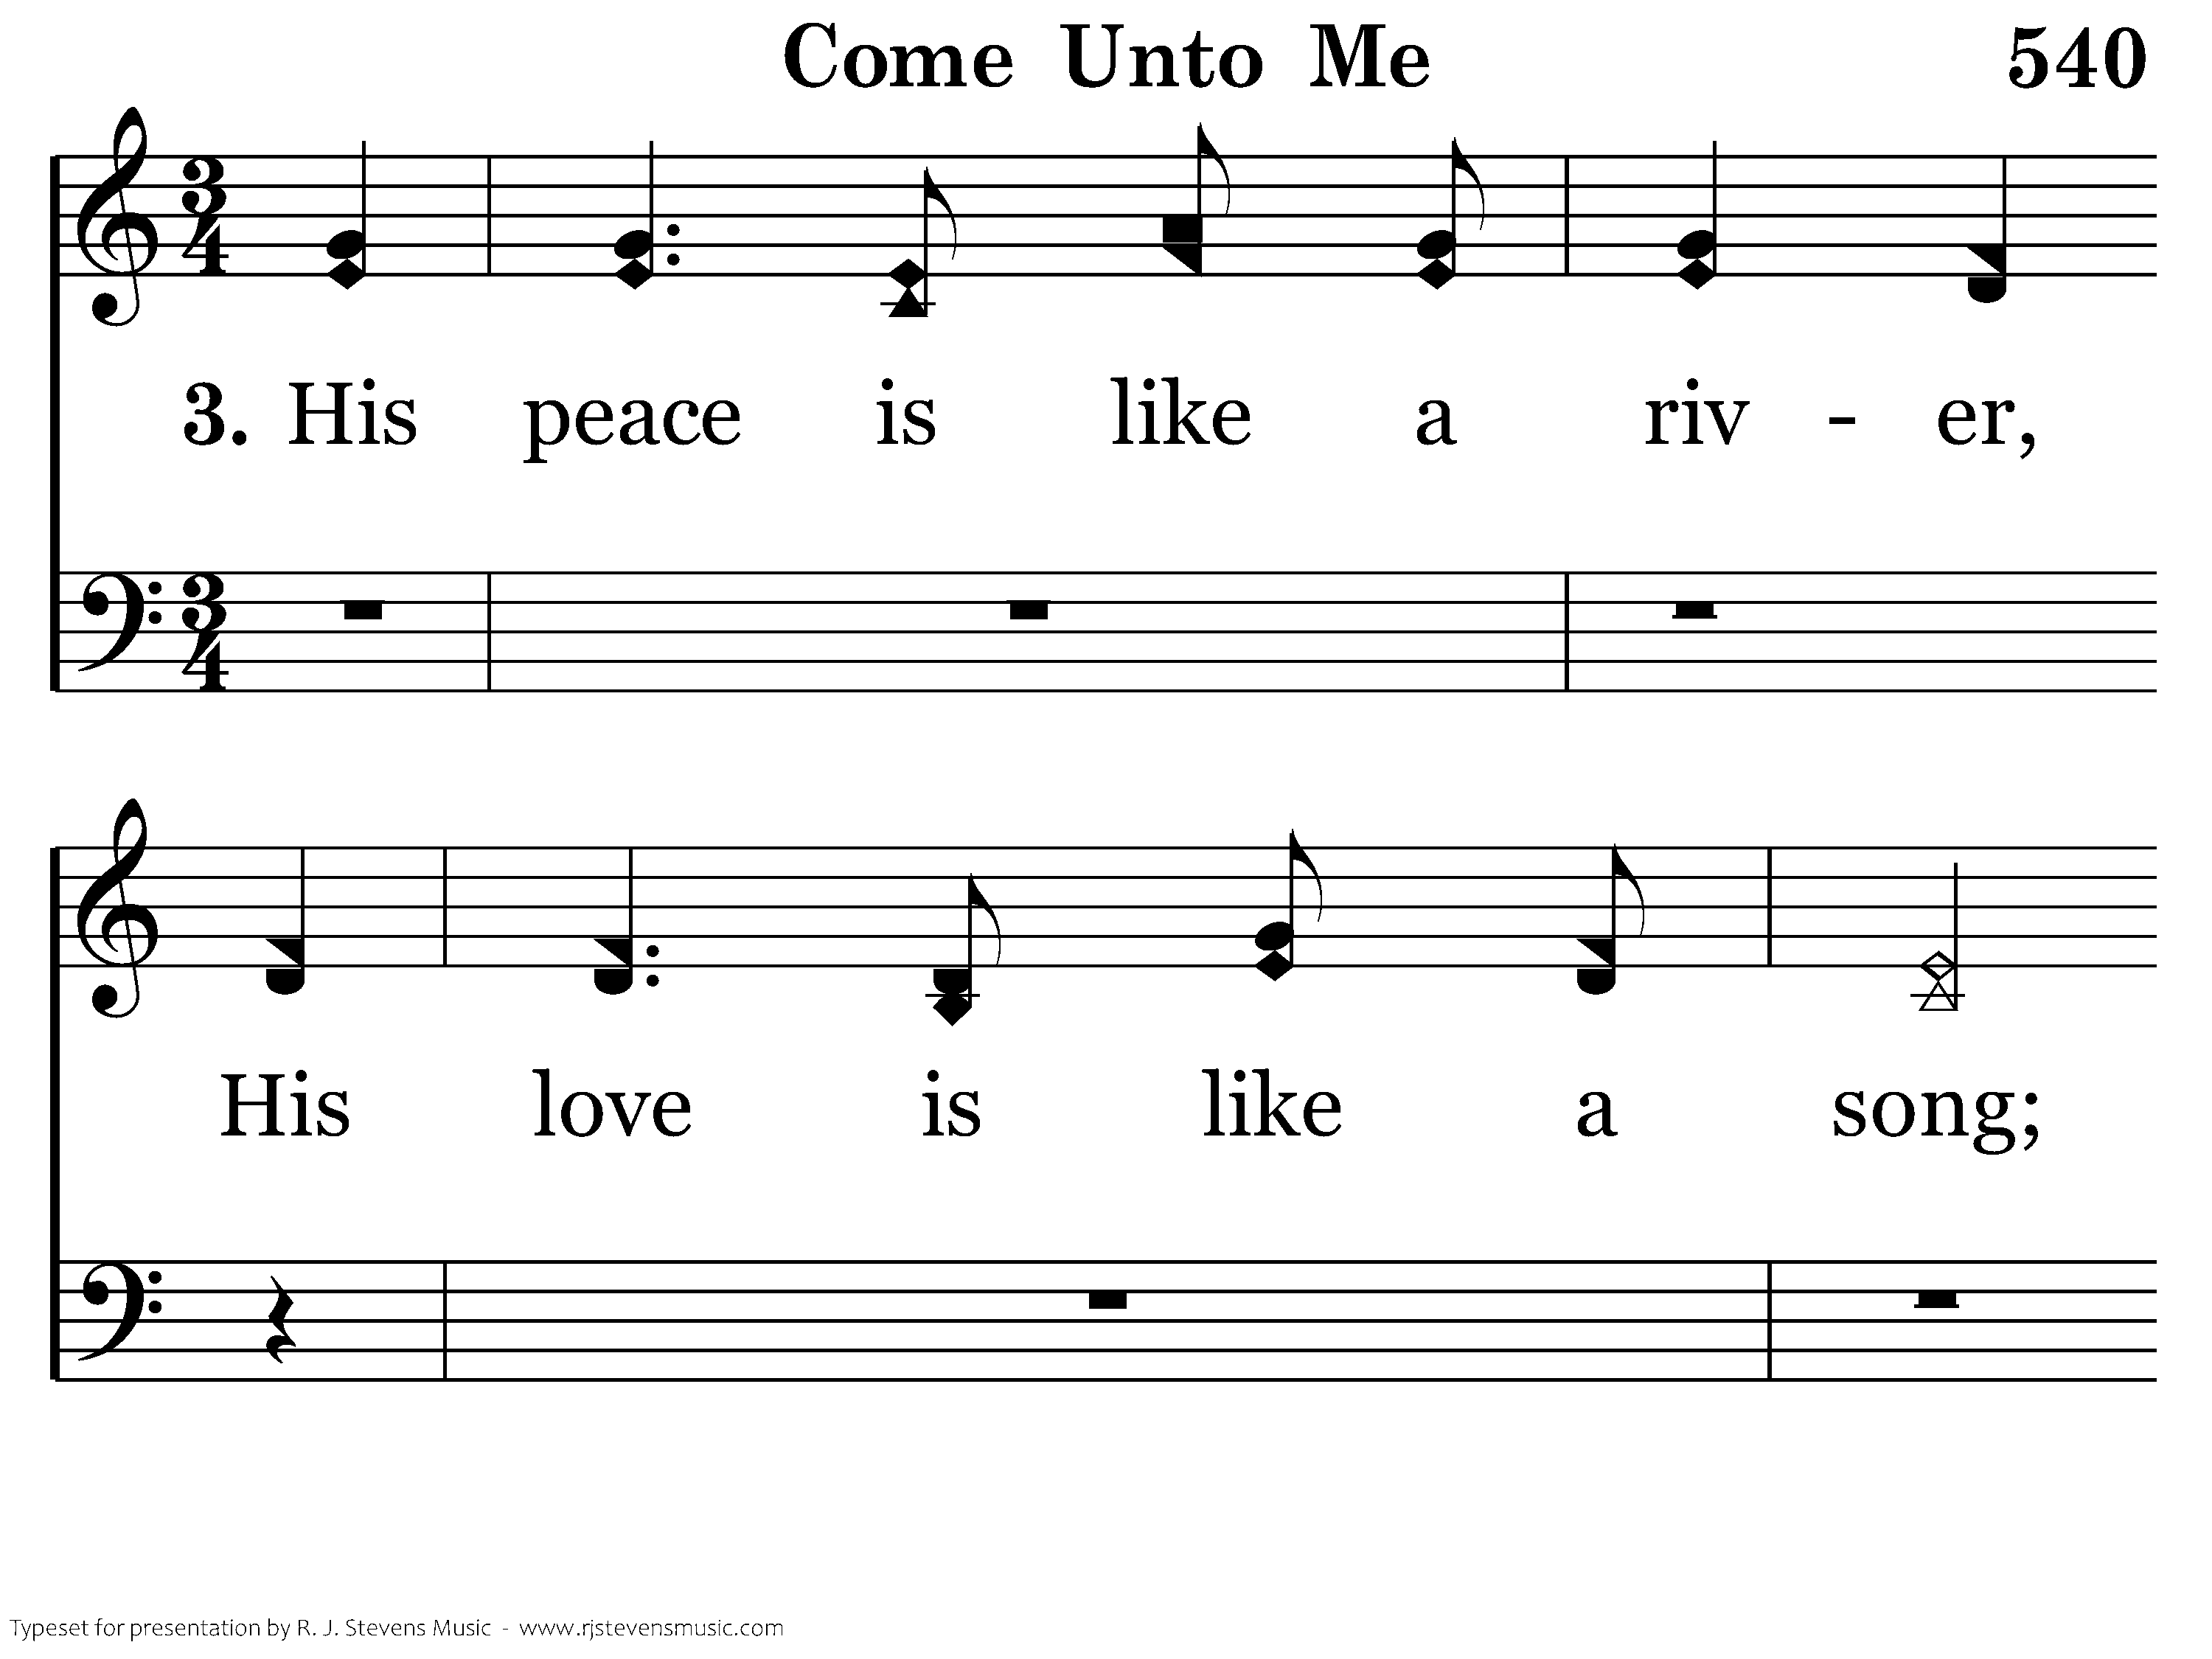 Come Unto Me 540
3. His peace is like a riv - er,
His love is like a song;
Typeset for presentation by R. J. Stevens Music - www.rjstevensmusic.com